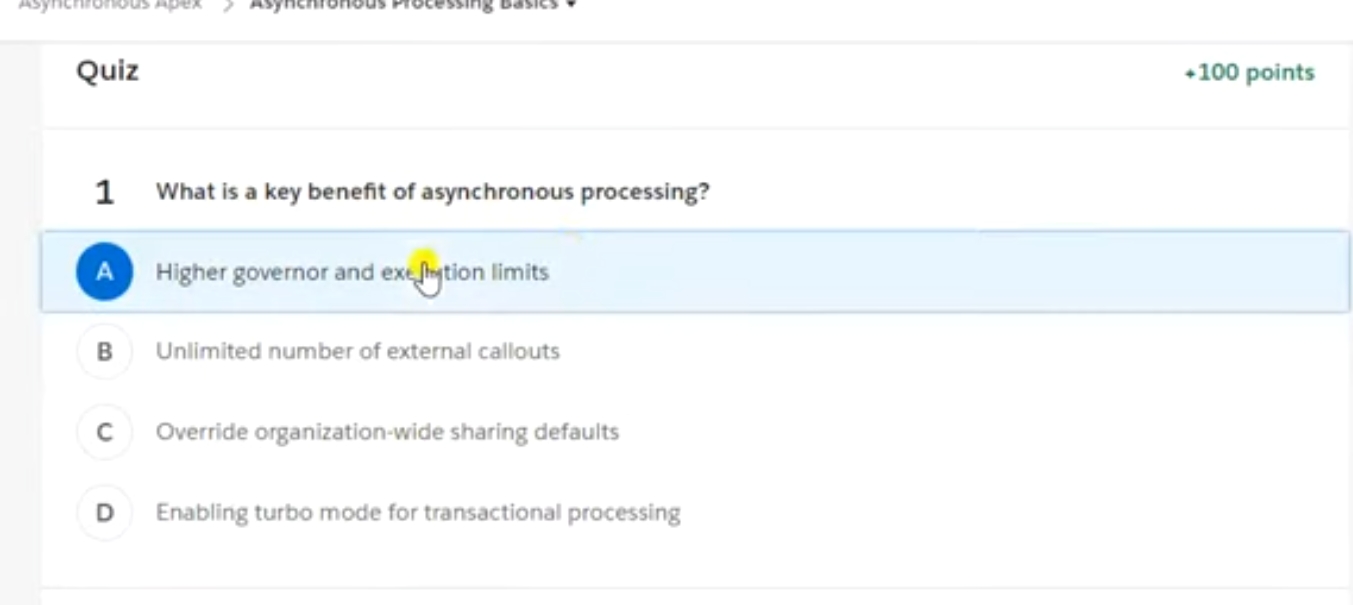 Asynchronous Apex > Asynchronous Processing Basics
Quiz
+100 points
1 What is a key benefit of asynchronous processing?
A Higher governor and execution limits
B Unlimited number of external callouts
C Override organization-wide sharing defaults
D Enabling turbo mode for transactional processing